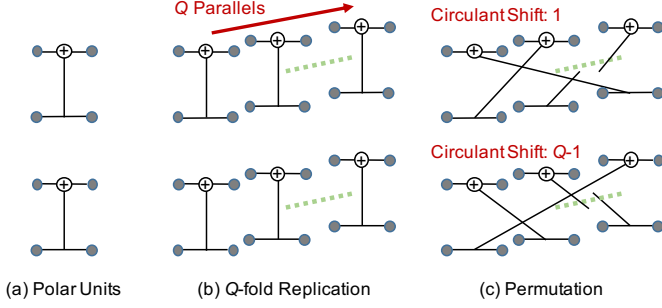 Q Parallels
Circulant Shift: 1
Circulant Shift: Q-1
(a) Polar Units
(b) Q-fold Replication
(c) Permutation